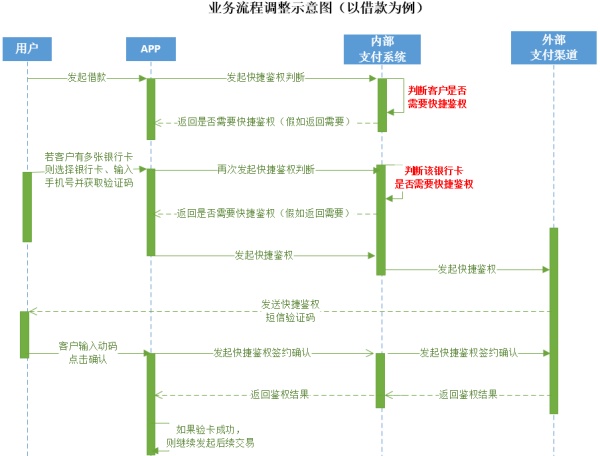 业务流程调整示意图（以借款为例）
用户
APP
内部
支付系统
外部
支付渠道
发起借款
发起快捷鉴权判断
判断客户是否
需要快捷鉴权
返回是否需要快捷鉴权（假如返回需要）
若客户有多张银行卡
则选择银行卡、输入
手机号并获取验证码
再次发起快捷鉴权判断
判断该银行卡
是否需要快捷鉴权
返回是否需要快捷鉴权（假如返回需要）
发起快捷鉴权
发起快捷鉴权
发送快捷鉴权
短信验证码
客户输入动码
点击确认
发起快捷鉴权签约确认
发起快捷鉴权签约确认
返回鉴权结果
返回鉴权结果
如果验卡成功，
则继续发起后续交易